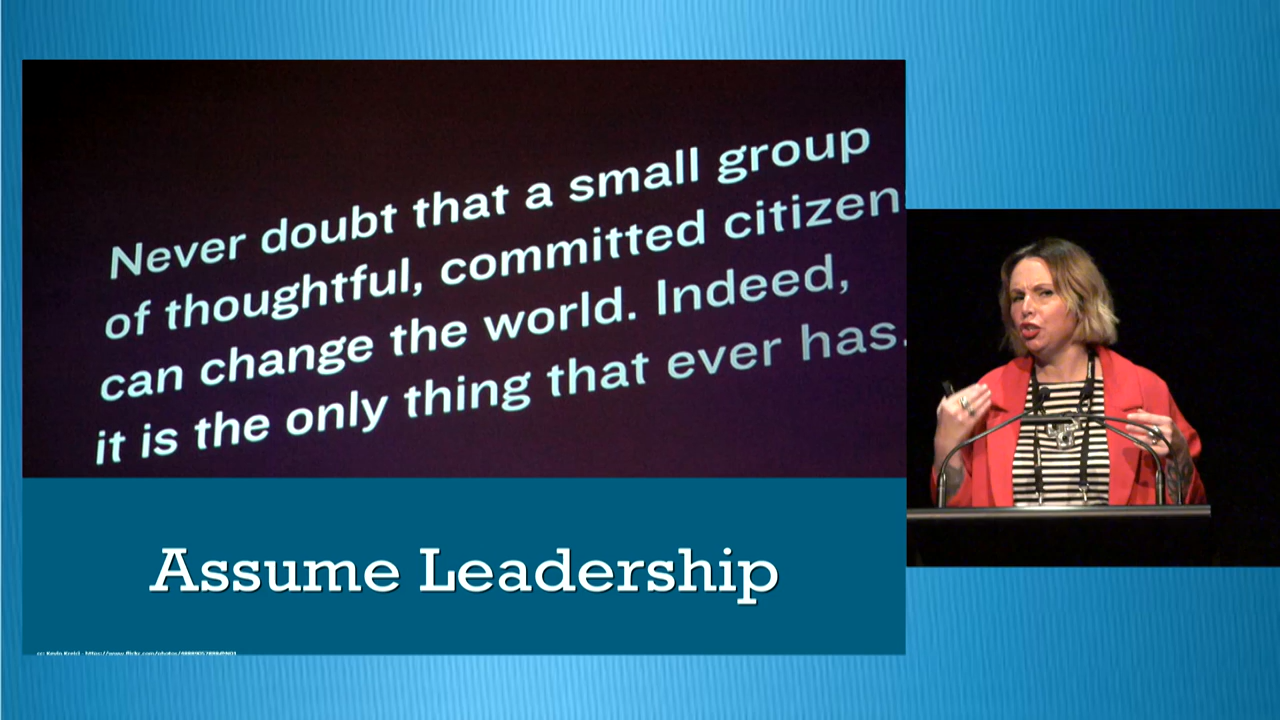 Never doubt that a small group
of thoughtful, committed citizens
can change the world. Indeed,
it is the only thing that ever has.
Assume Leadership